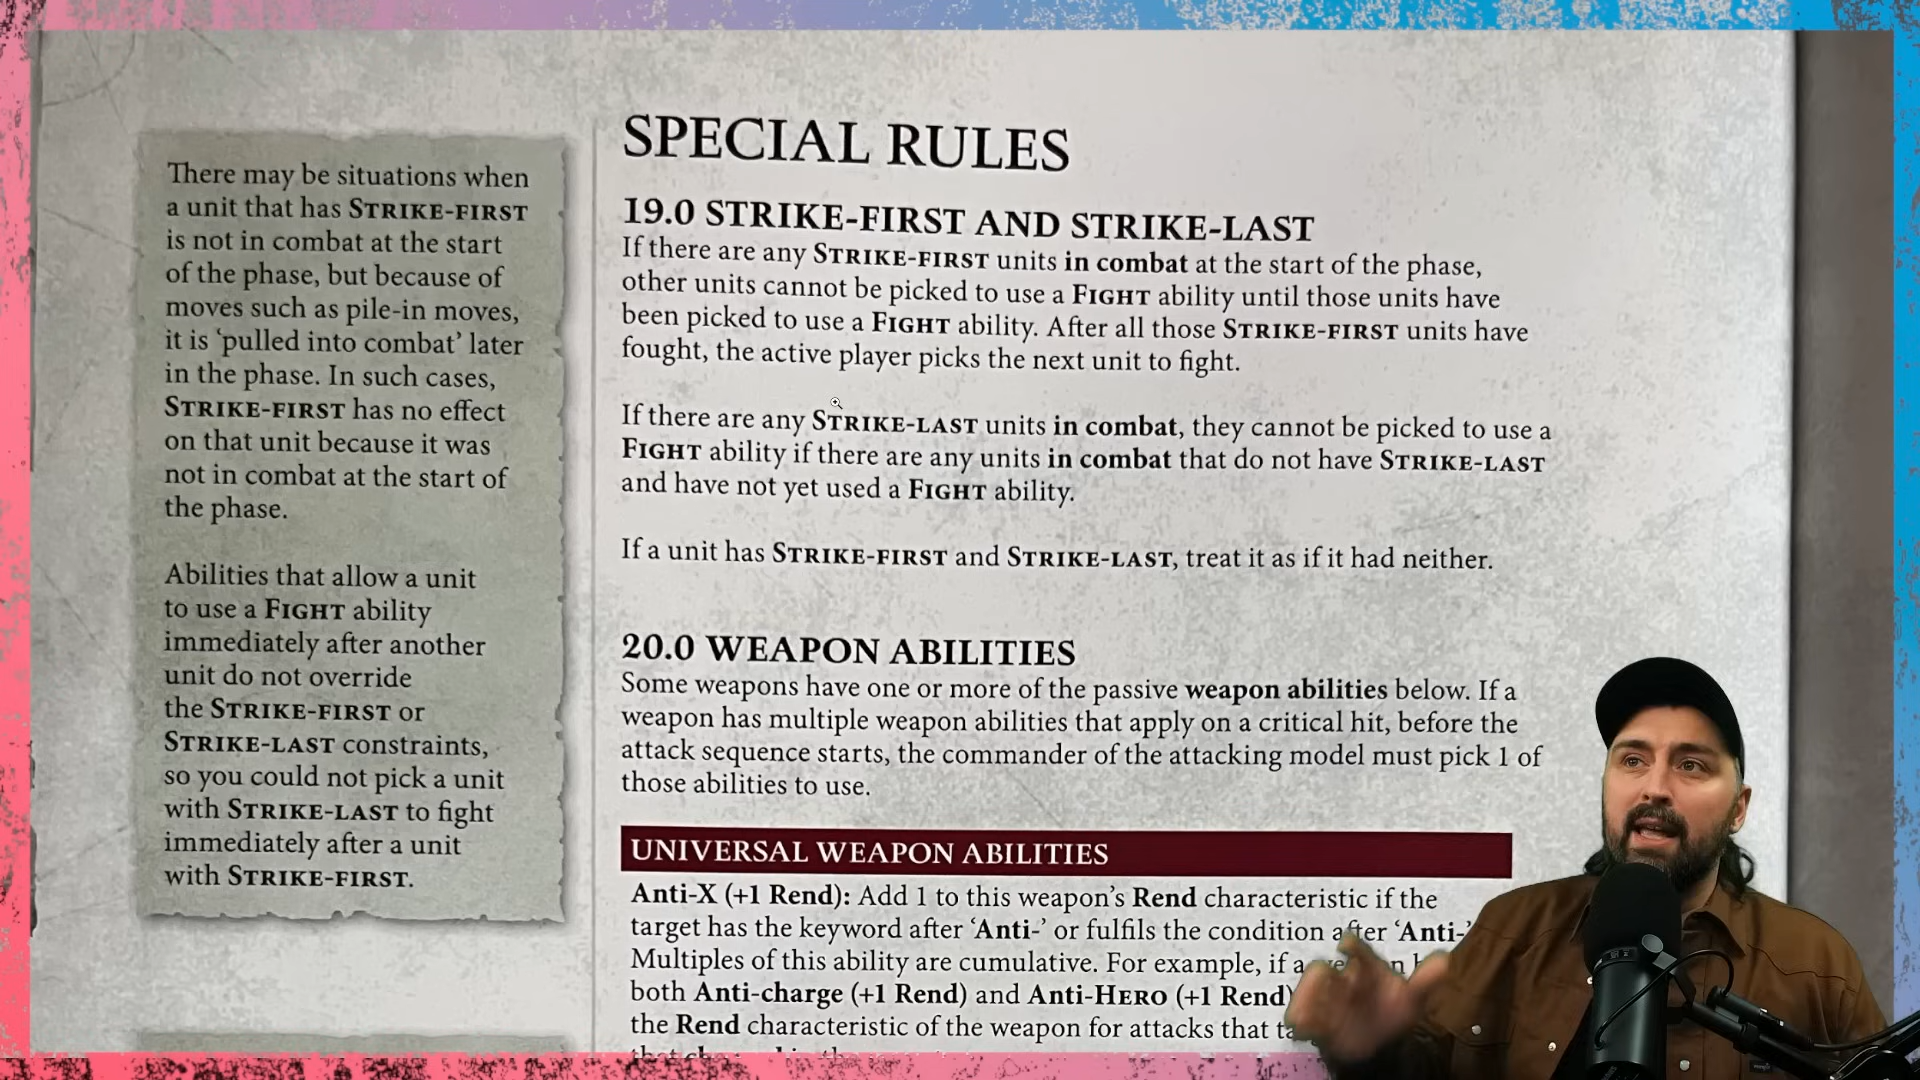 There may be situations when
a unit that has STRIKE-FIRST
is not in combat at the start
of the phase, but because of
moves such as pile-in moves,
it is ‘pulled into combat’ later
in the phase. In such cases,
STRIKE-FIRST has no effect
on that unit because it was
not in combat at the start of
the phase.
Abilities that allow a unit
to use a FIGHT ability
immediately after another
unit do not override
the STRIKE-FIRST or
STRIKE-LAST constraints,
so you could not pick a unit
with STRIKE-LAST to fight
immediately after a unit
with STRIKE-FIRST.
SPECIAL RULES
19.0 STRIKE-FIRST AND STRIKE-LAST
If there are any STRIKE-FIRST units in combat at the start of the phase,
other units cannot be picked to use a FIGHT ability until those units have
been picked to use a FIGHT ability. After all those STRIKE-FIRST units have
fought, the active player picks the next unit to fight.
If there are any STRIKE-LAST units in combat, they cannot be picked to use a
FIGHT ability if there are any units in combat that do not have STRIKE-LAST
and have not yet used a FIGHT ability.
If a unit has STRIKE-FIRST and STRIKE-LAST, treat it as if it had neither.
20.0 WEAPON ABILITIES
Some weapons have one or more of the passive weapon abilities below. If a
weapon has multiple weapon abilities that apply on a critical hit, before the
attack sequence starts, the commander of the attacking model must pick 1 of
those abilities to use.
UNIVERSAL WEAPON ABILITIES
Anti-X (+1 Rend): Add 1 to this weapon’s Rend characteristic if the
target has the keyword after ‘Anti-’ or fulfils the condition after ‘Anti-’
Multiples of this ability are cumulative. For example, if a
both Anti-charge (+1 Rend) and Anti-HERO (+1 Rend)
the Rend characteristic of the weapon for attacks that